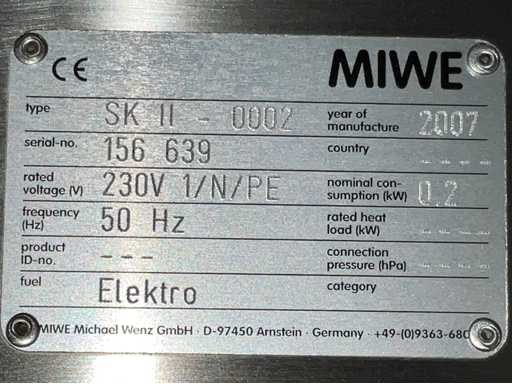 CE MIWE
type SK II - 0002 year of manufacture 2007
serial-no. 156 639 country - - - -
rated voltage (V) 230V 1/N/PE nominal con-sumption (kW) 0.2
frequency (Hz) 50 Hz rated heat load (kW) - - - -
product ID-no. - - - connection pressure (hPa) - - - -
fuel Elektro category
MIWE Michael Wenz GmbH · D-97450 Arnstein · Germany · +49-(0)9363-680